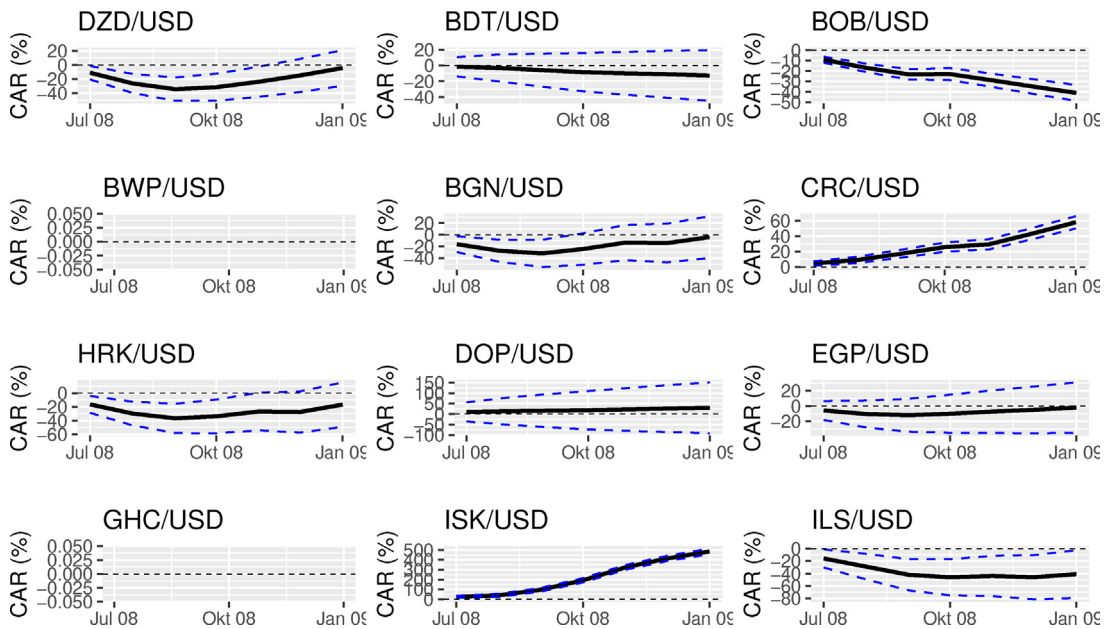 DZD/USD
CAR (%)
20
0
−20
−40
Jul 08 Okt 08 Jan 09
BDT/USD
CAR (%)
20
0
−20
−40
Jul 08 Okt 08 Jan 09
BOB/USD
CAR (%)
0
−10
−20
−30
−40
−50
Jul 08 Okt 08 Jan 09
BWP/USD
CAR (%)
0.050
0.025
0.000
−0.025
−0.050
Jul 08 Okt 08 Jan 09
BGN/USD
CAR (%)
20
0
−20
−40
Jul 08 Okt 08 Jan 09
CRC/USD
CAR (%)
60
40
20
0
Jul 08 Okt 08 Jan 09
HRK/USD
CAR (%)
0
−20
−40
−60
Jul 08 Okt 08 Jan 09
DOP/USD
CAR (%)
150
100
50
0
−50
−100
Jul 08 Okt 08 Jan 09
EGP/USD
CAR (%)
20
0
−20
Jul 08 Okt 08 Jan 09
GHC/USD
CAR (%)
0.050
0.025
0.000
−0.025
−0.050
Jul 08 Okt 08 Jan 09
ISK/USD
CAR (%)
500
400
300
200
100
0
Jul 08 Okt 08 Jan 09
ILS/USD
CAR (%)
0
−20
−40
−60
−80
Jul 08 Okt 08 Jan 09